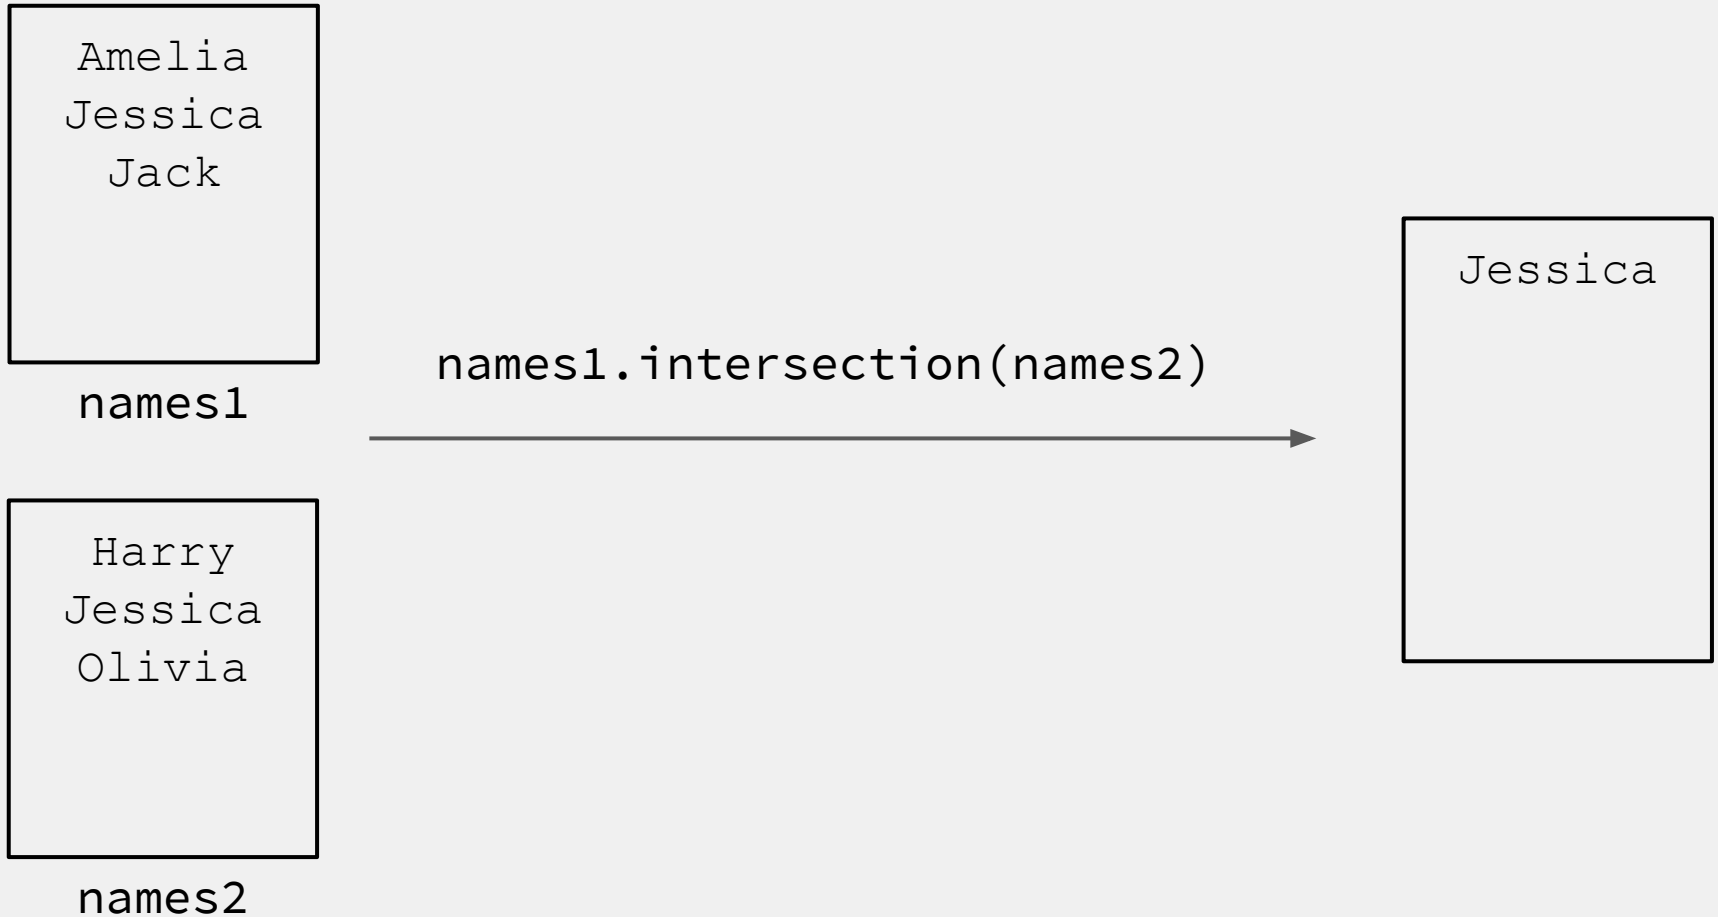 Amelia
Jessica
Jack
names1
Harry
Jessica
Olivia
names2
names1.intersection(names2)
Jessica